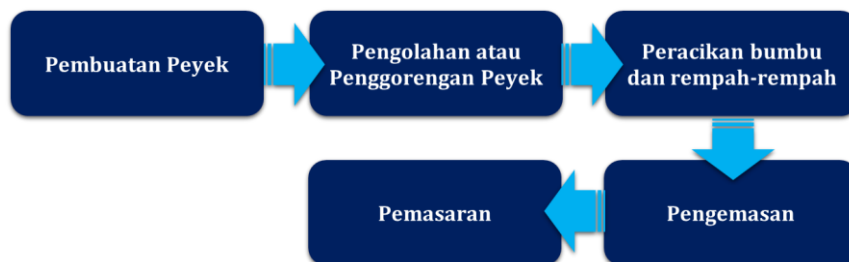 Pembuatan Peyek
Pengolahan atau
Penggorengan Peyek
Peracikan bumbu
dan rempah-rempah
Pengemasan
Pemasaran